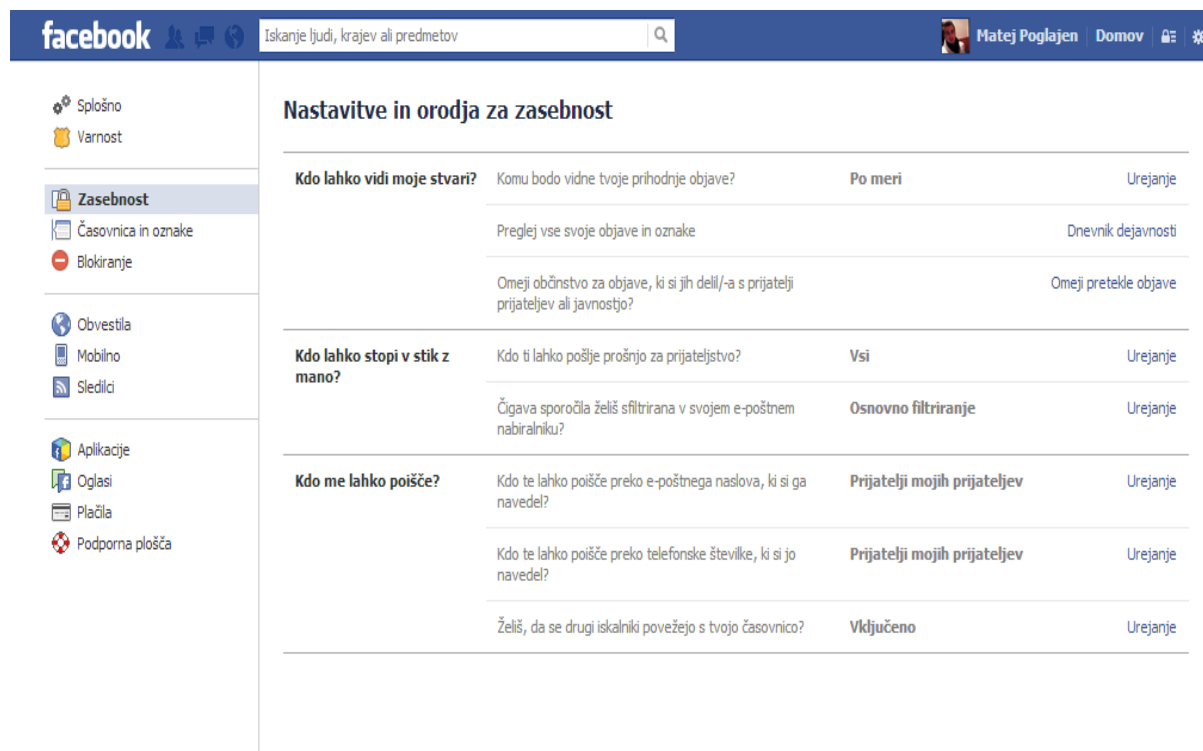 facebook
Iskanje ljudi, krajev ali predmetov
Matej Poglajen
Domov
Splošno
Varnost
Zasebnost
Časovnica in oznake
Blokiranje
Obvestila
Mobilno
Sledilci
Aplikacije
Oglasi
Plačila
Podporna plošča
Nastavitve in orodja za zasebnost
Kdo lahko vidi moje stvari?
Komu bodo vidne tvoje prihodnje objave?
Po meri
Urejanje
Preglej vse svoje objave in oznake
Dnevnik dejavnosti
Omeji občinstvo za objave, ki si jih delil/-a s prijatelji
prijateljev ali javnostjo?
Omeji pretekle objave
Kdo lahko stopi v stik z
mano?
Kdo ti lahko pošlje prošnjo za prijateljstvo?
Vsi
Urejanje
Čigava sporočila želiš sfiltrirana v svojem e-poštnem
nabiralniku?
Osnovno filtriranje
Urejanje
Kdo me lahko poišče?
Kdo te lahko poišče preko e-poštnega naslova, ki si ga
navedel?
Prijatelji mojih prijateljev
Urejanje
Kdo te lahko poišče preko telefonske številke, ki si jo
navedel?
Prijatelji mojih prijateljev
Urejanje
Želiš, da se drugi iskalniki povežejo s tvojo časovnico?
Vključeno
Urejanje